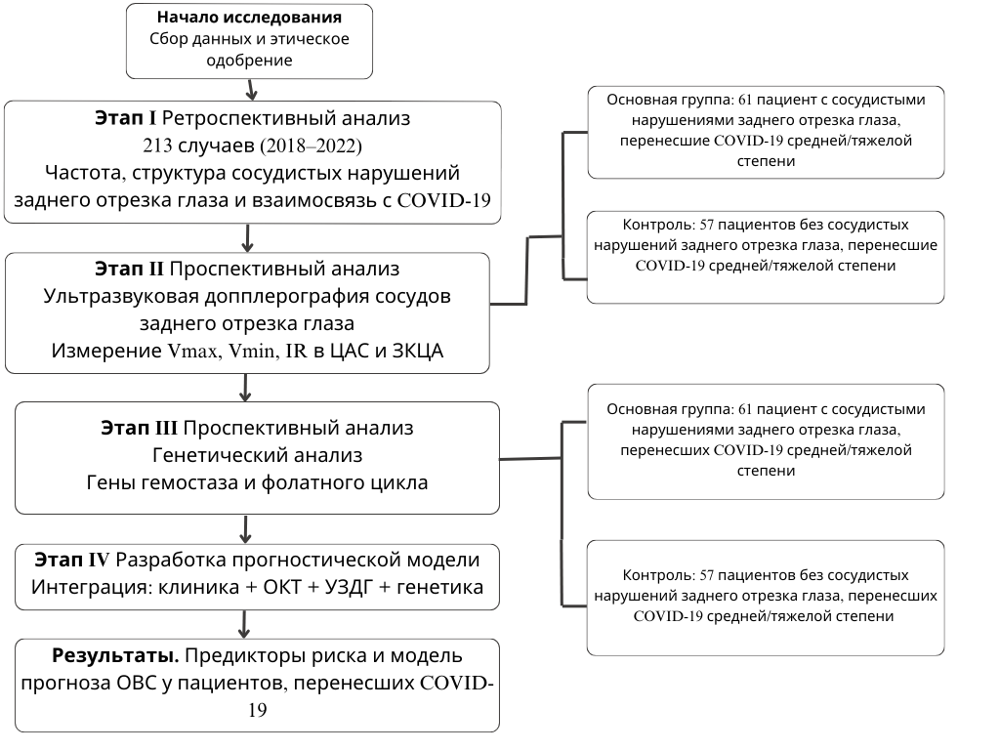 Начало исследования
Сбор данных и этическое
одобрение
Этап I Ретроспективный анализ
213 случаев (2018–2022)
Частота, структура сосудистых нарушений
заднего отрезка глаза и взаимосвязь с COVID-19
Этап II Проспективный анализ
Ультразвуковая допплерография сосудов
заднего отрезка глаза
Измерение Vmax, Vmin, IR в ЦАС и ЗКЦА
Основная группа: 61 пациент с сосудистыми
нарушениями заднего отрезка глаза,
перенесшие COVID-19 средней/тяжелой
степени
Контроль: 57 пациентов без сосудистых
нарушений заднего отрезка глаза, перенесшие
COVID-19 средней/тяжелой степени
Этап III Проспективный анализ
Генетический анализ
Гены гемостаза и фолатного цикла
Основная группа: 61 пациент с сосудистыми
нарушениями заднего отрезка глаза,
перенесших COVID-19 средней/тяжелой
степени
Контроль: 57 пациентов без сосудистых
нарушений заднего отрезка глаза, перенесших
COVID-19 средней/тяжелой степени
Этап IV Разработка прогностической модели
Интеграция: клиника + ОКТ + УЗДГ + генетика
Результаты. Предикторы риска и модель
прогноза ОВС у пациентов, перенесших COVID-
19